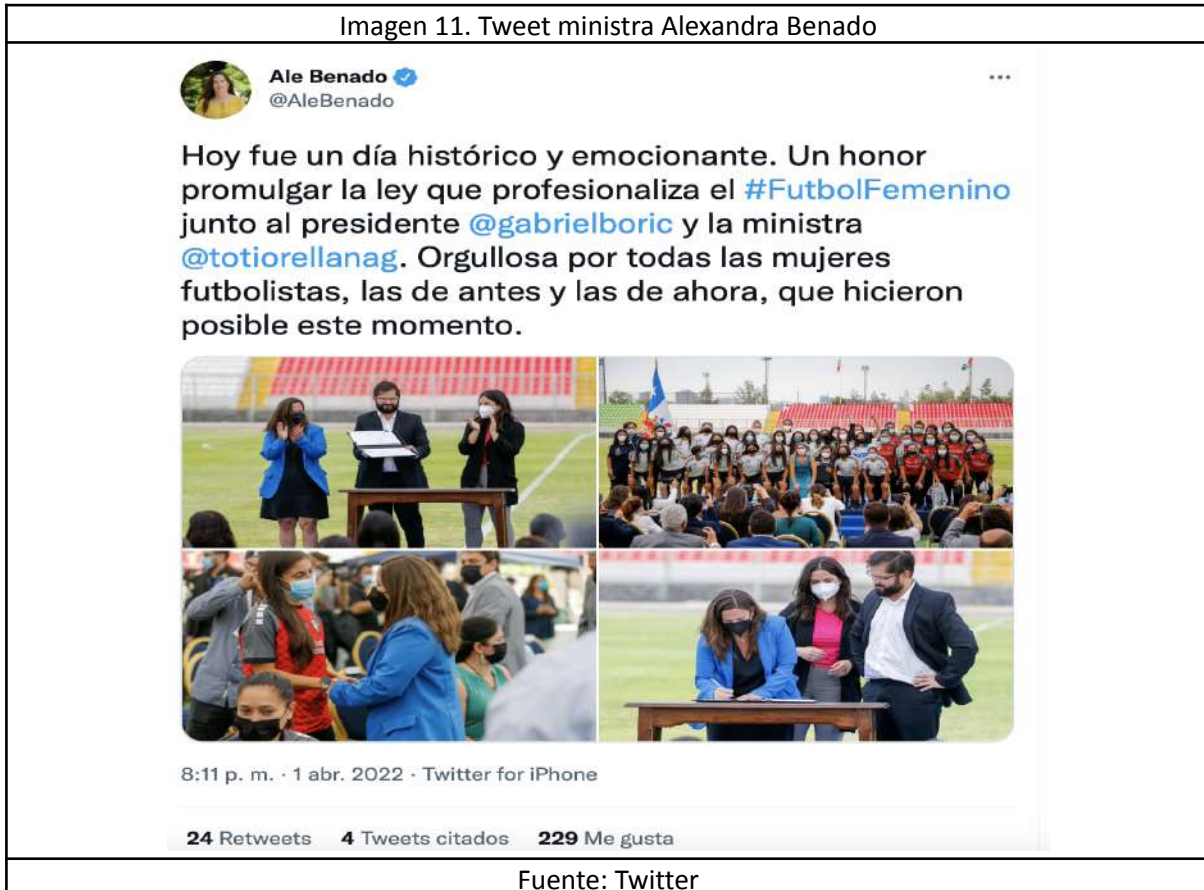 Imagen 11. Tweet ministra Alexandra Benado
Ale Benado
@AleBenado
Hoy fue un día histórico y emocionante. Un honor
promulgar la ley que profesionaliza el #FutbolFemenino
junto al presidente @gabrielboric y la ministra
@totiorellanag. Orgullosa por todas las mujeres
futbolistas, las de antes y las de ahora, que hicieron
posible este momento.
8:11 p. m. · 1 abr. 2022 · Twitter for iPhone
24 Retweets 4 Tweets citados 229 Me gusta
Fuente: Twitter